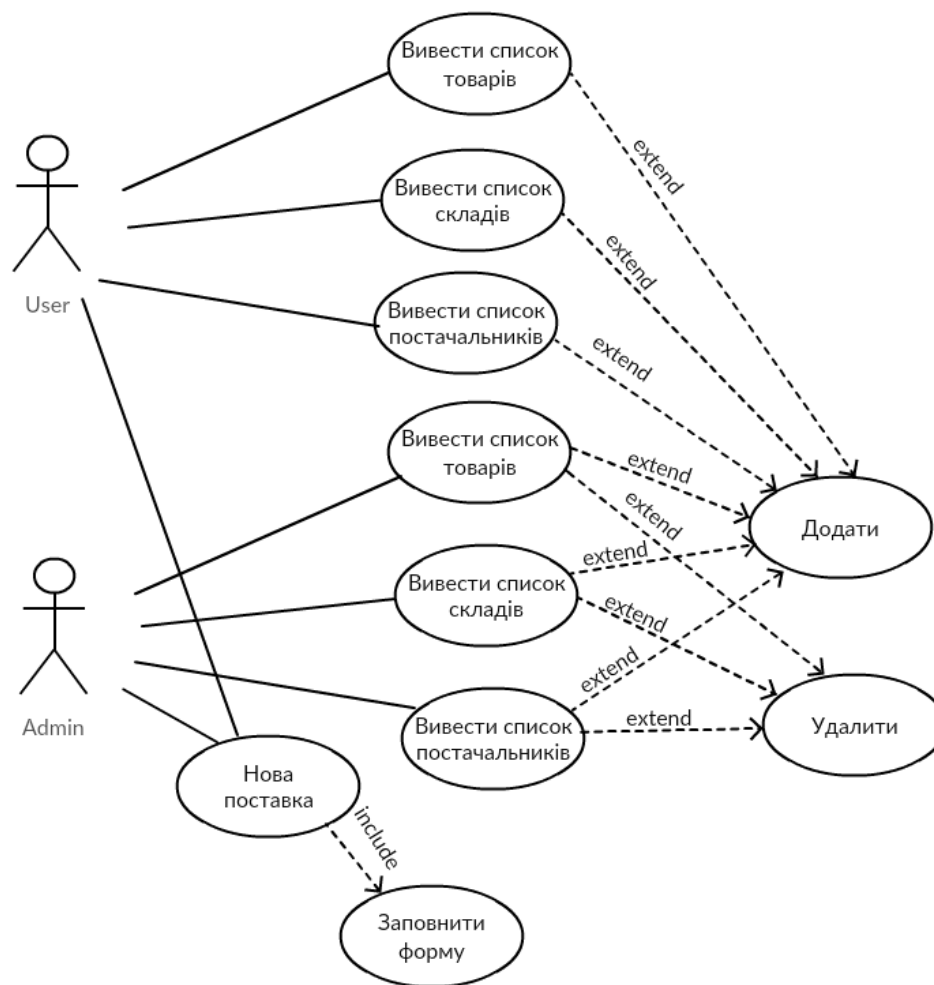 Вивести список
товарів
extend
Вивести список
складів
extend
User
Вивести список
постачальників
extend
Вивести список
товарів
extend
extend
Додати
Вивести список
складів
extend
extend
Admin
Вивести список
постачальників
extend
extend
Удалити
Нова
поставка
include
Заповнити
форму